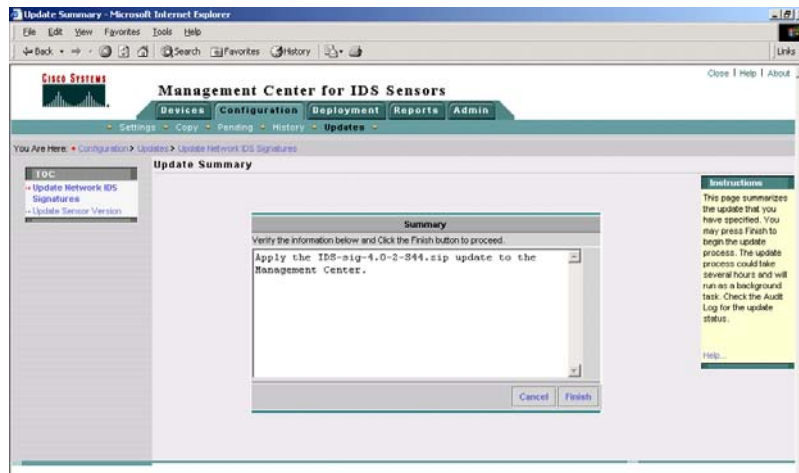 Update Summary - Microsoft Internet Explorer
File Edit View Favorites Tools Help
Back Search Favorites History Links
Close | Help | About
CISCO SYSTEMS
Management Center for IDS Sensors
Devices Configuration Deployment Reports Admin
Settings Copy Pending History Updates
You Are Here: Configuration > Updates > Update Network IDS Signatures
Update Summary
TOC
Update Network IDS
Signatures
Update Sensor Version
Summary
Verify the information below and Click the Finish button to proceed.
Apply the IDS-sig-4.0-2-S44.zip update to the
Management Center.
Cancel Finish
Instructions
This page summarizes
the update that you
have specified. You
may press Finish to
begin the update
process. The update
process could take
several hours and will
run as a background
task. Check the Audit
Log for the update
status.
Help...